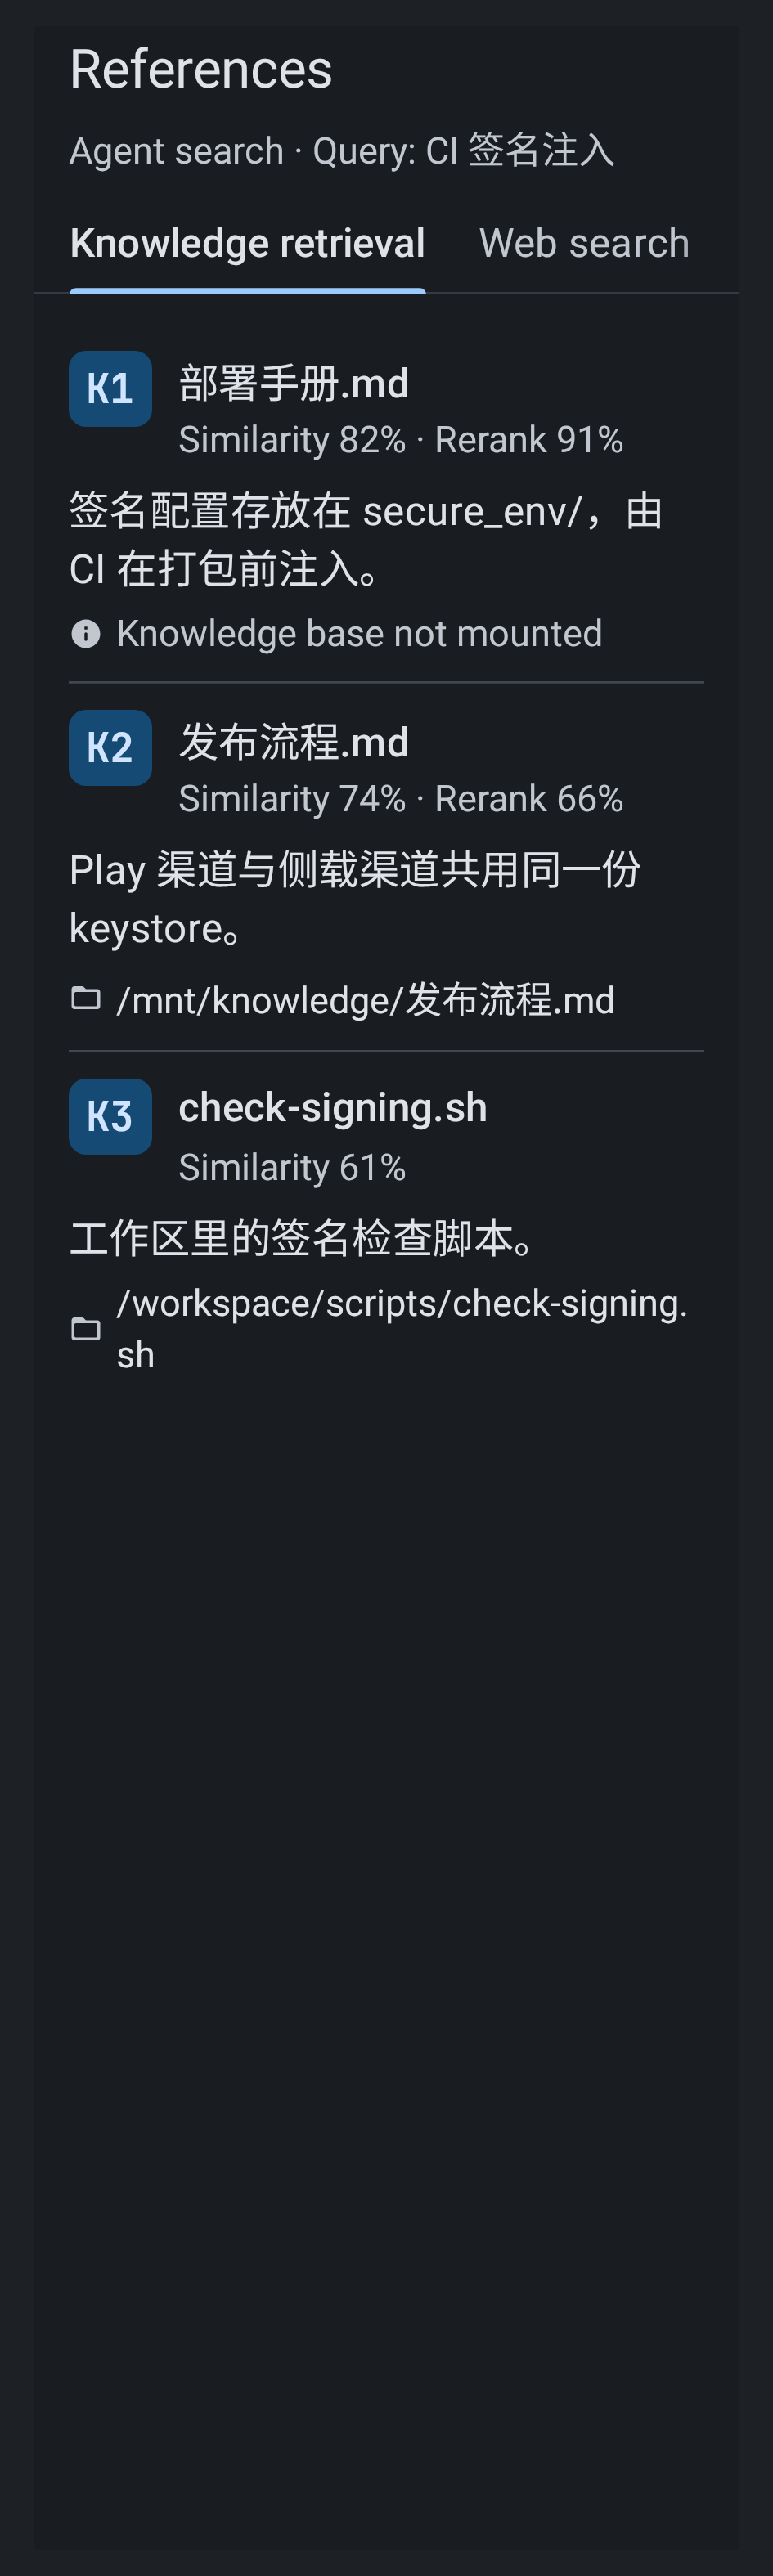 References
Agent search · Query: CI 签名注入
Knowledge retrieval Web search
K1 部署手册.md
Similarity 82% · Rerank 91%
签名配置存放在 secure_env/，由
CI 在打包前注入。
Knowledge base not mounted
K2 发布流程.md
Similarity 74% · Rerank 66%
Play 渠道与侧载渠道共用同一份
keystore。
/mnt/knowledge/发布流程.md
K3 check-signing.sh
Similarity 61%
工作区里的签名检查脚本。
/workspace/scripts/check-signing.
sh